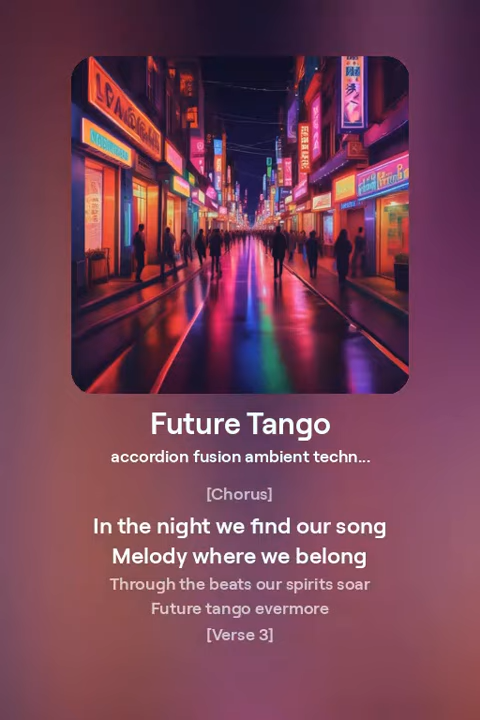 Future Tango
accordion fusion ambient techn...
[Chorus]
In the night we find our song
Melody where we belong
Through the beats our spirits soar
Future tango evermore
[Verse 3]